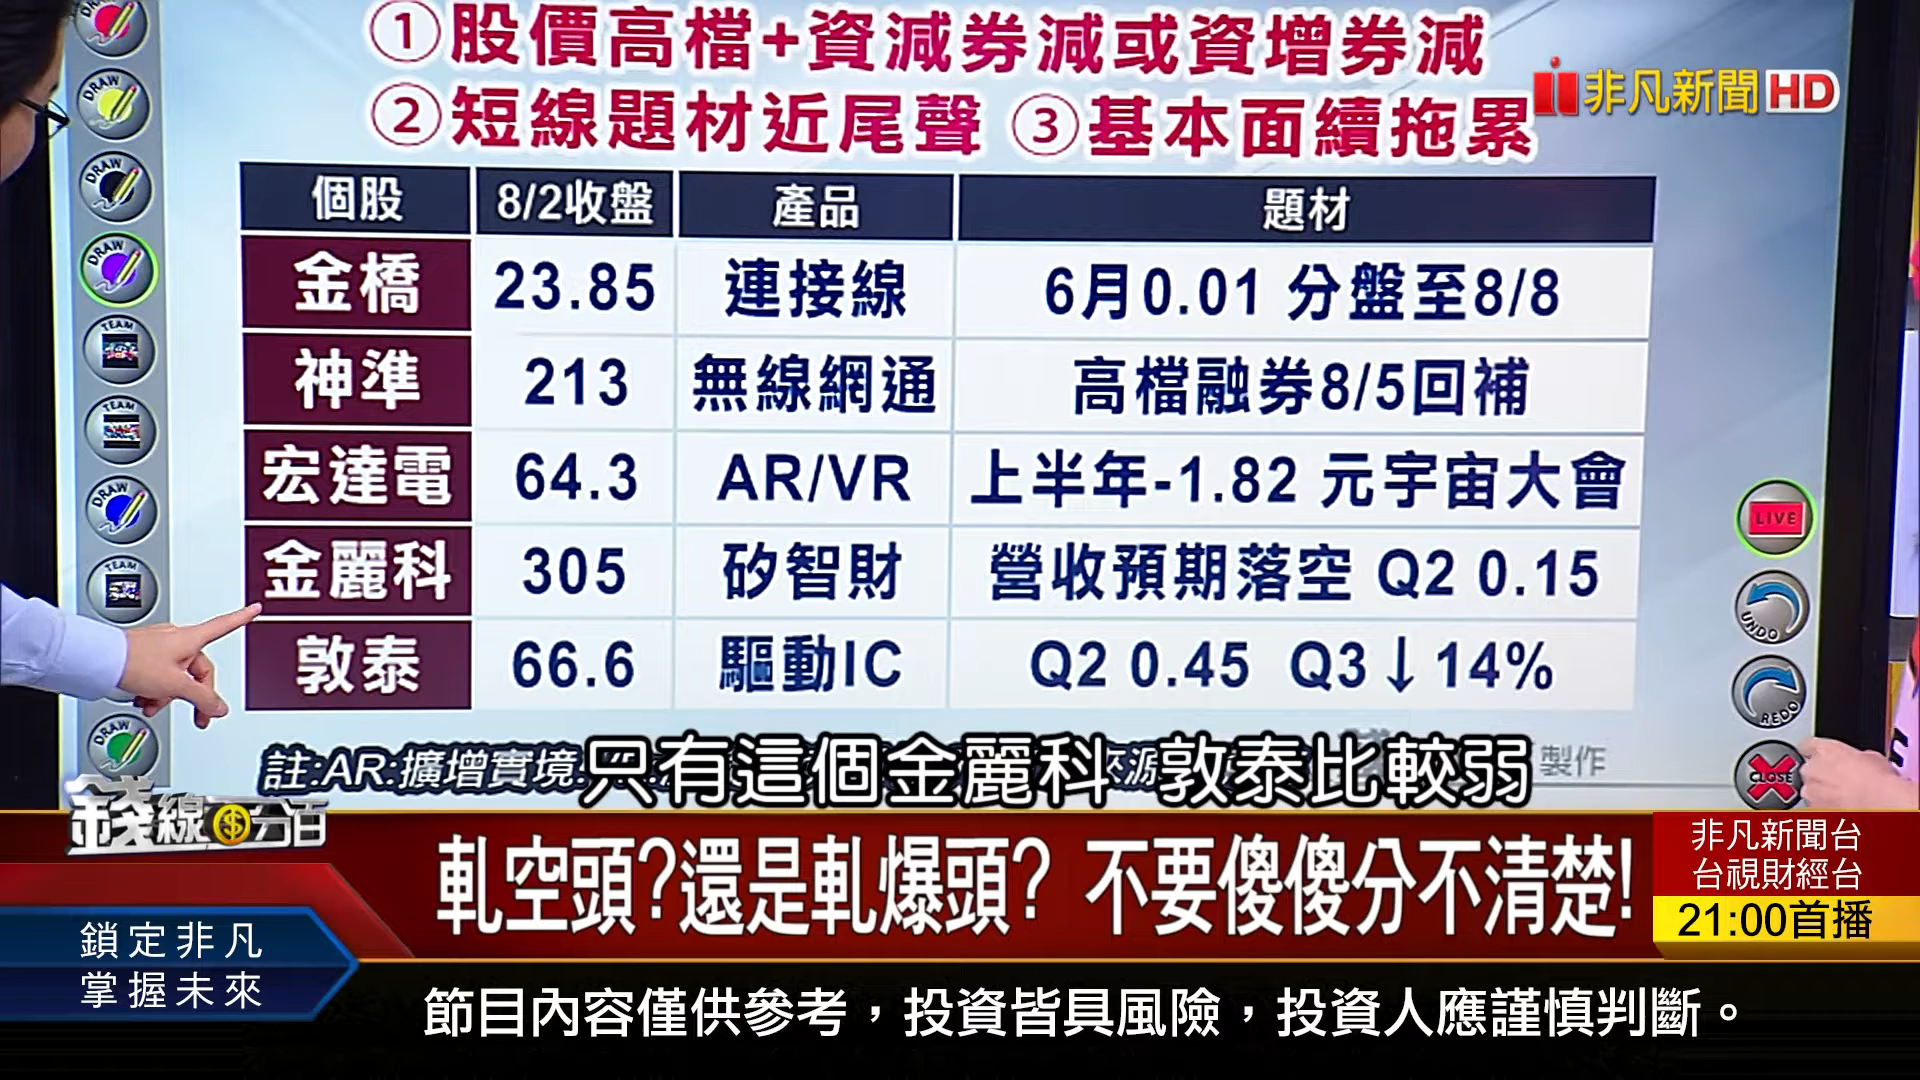 ①股價高檔+資減券減或資增券減
非凡新聞HD
②短線題材近尾聲 ③基本面續拖累
個股 8/2收盤 產品 題材
金橋 23.85 連接線 6月0.01 分盤至8/8
神準 213 無線網通 高檔融券8/5回補
宏達電 64.3 AR/VR 上半年-1.82 元宇宙大會
金麗科 305 矽智財 營收預期落空 Q2 0.15
敦泰 66.6 驅動IC Q2 0.45 Q3↓14%
DRAW
DRAW
DRAW
TEAM
TEAM
DRAW
TEAM
DRAW
LIVE
UNDO
REDO
CLOSE
註:AR:擴增實境
製作
只有這個金麗科 敦泰比較弱
錢線百分百
軋空頭?還是軋爆頭? 不要傻傻分不清楚!
非凡新聞台
台視財經台
21:00首播
鎖定非凡
掌握未來
節目內容僅供參考，投資皆具風險，投資人應謹慎判斷。